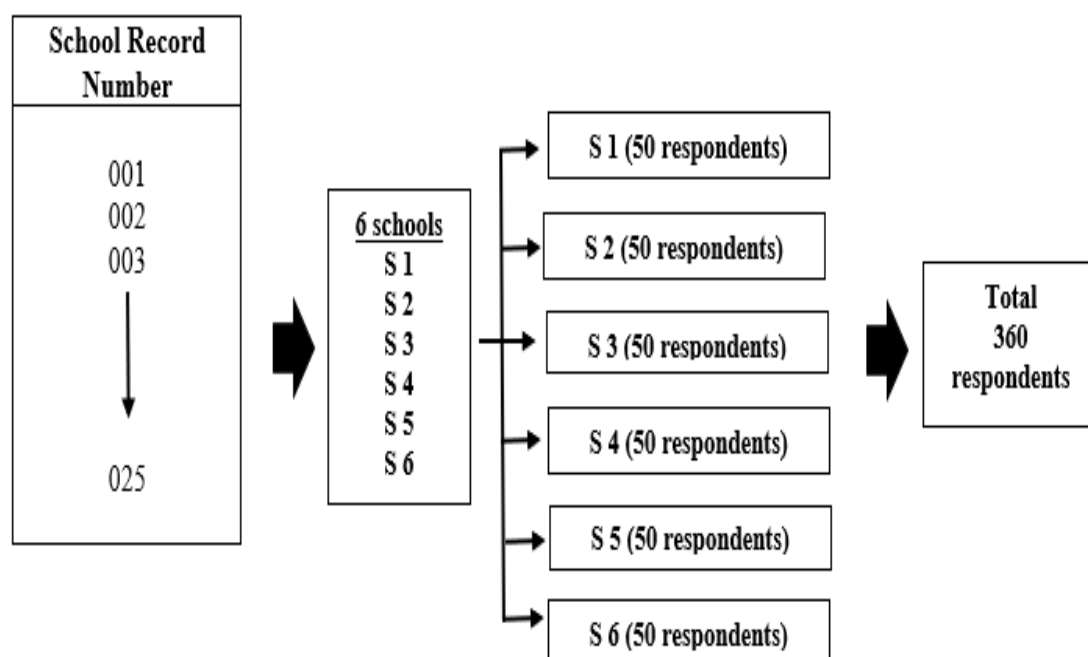 School Record
Number
001
002
003
025
6 schools
S 1
S 2
S 3
S 4
S 5
S 6
S 1 (50 respondents)
S 2 (50 respondents)
S 3 (50 respondents)
S 4 (50 respondents)
S 5 (50 respondents)
S 6 (50 respondents)
Total
360
respondents